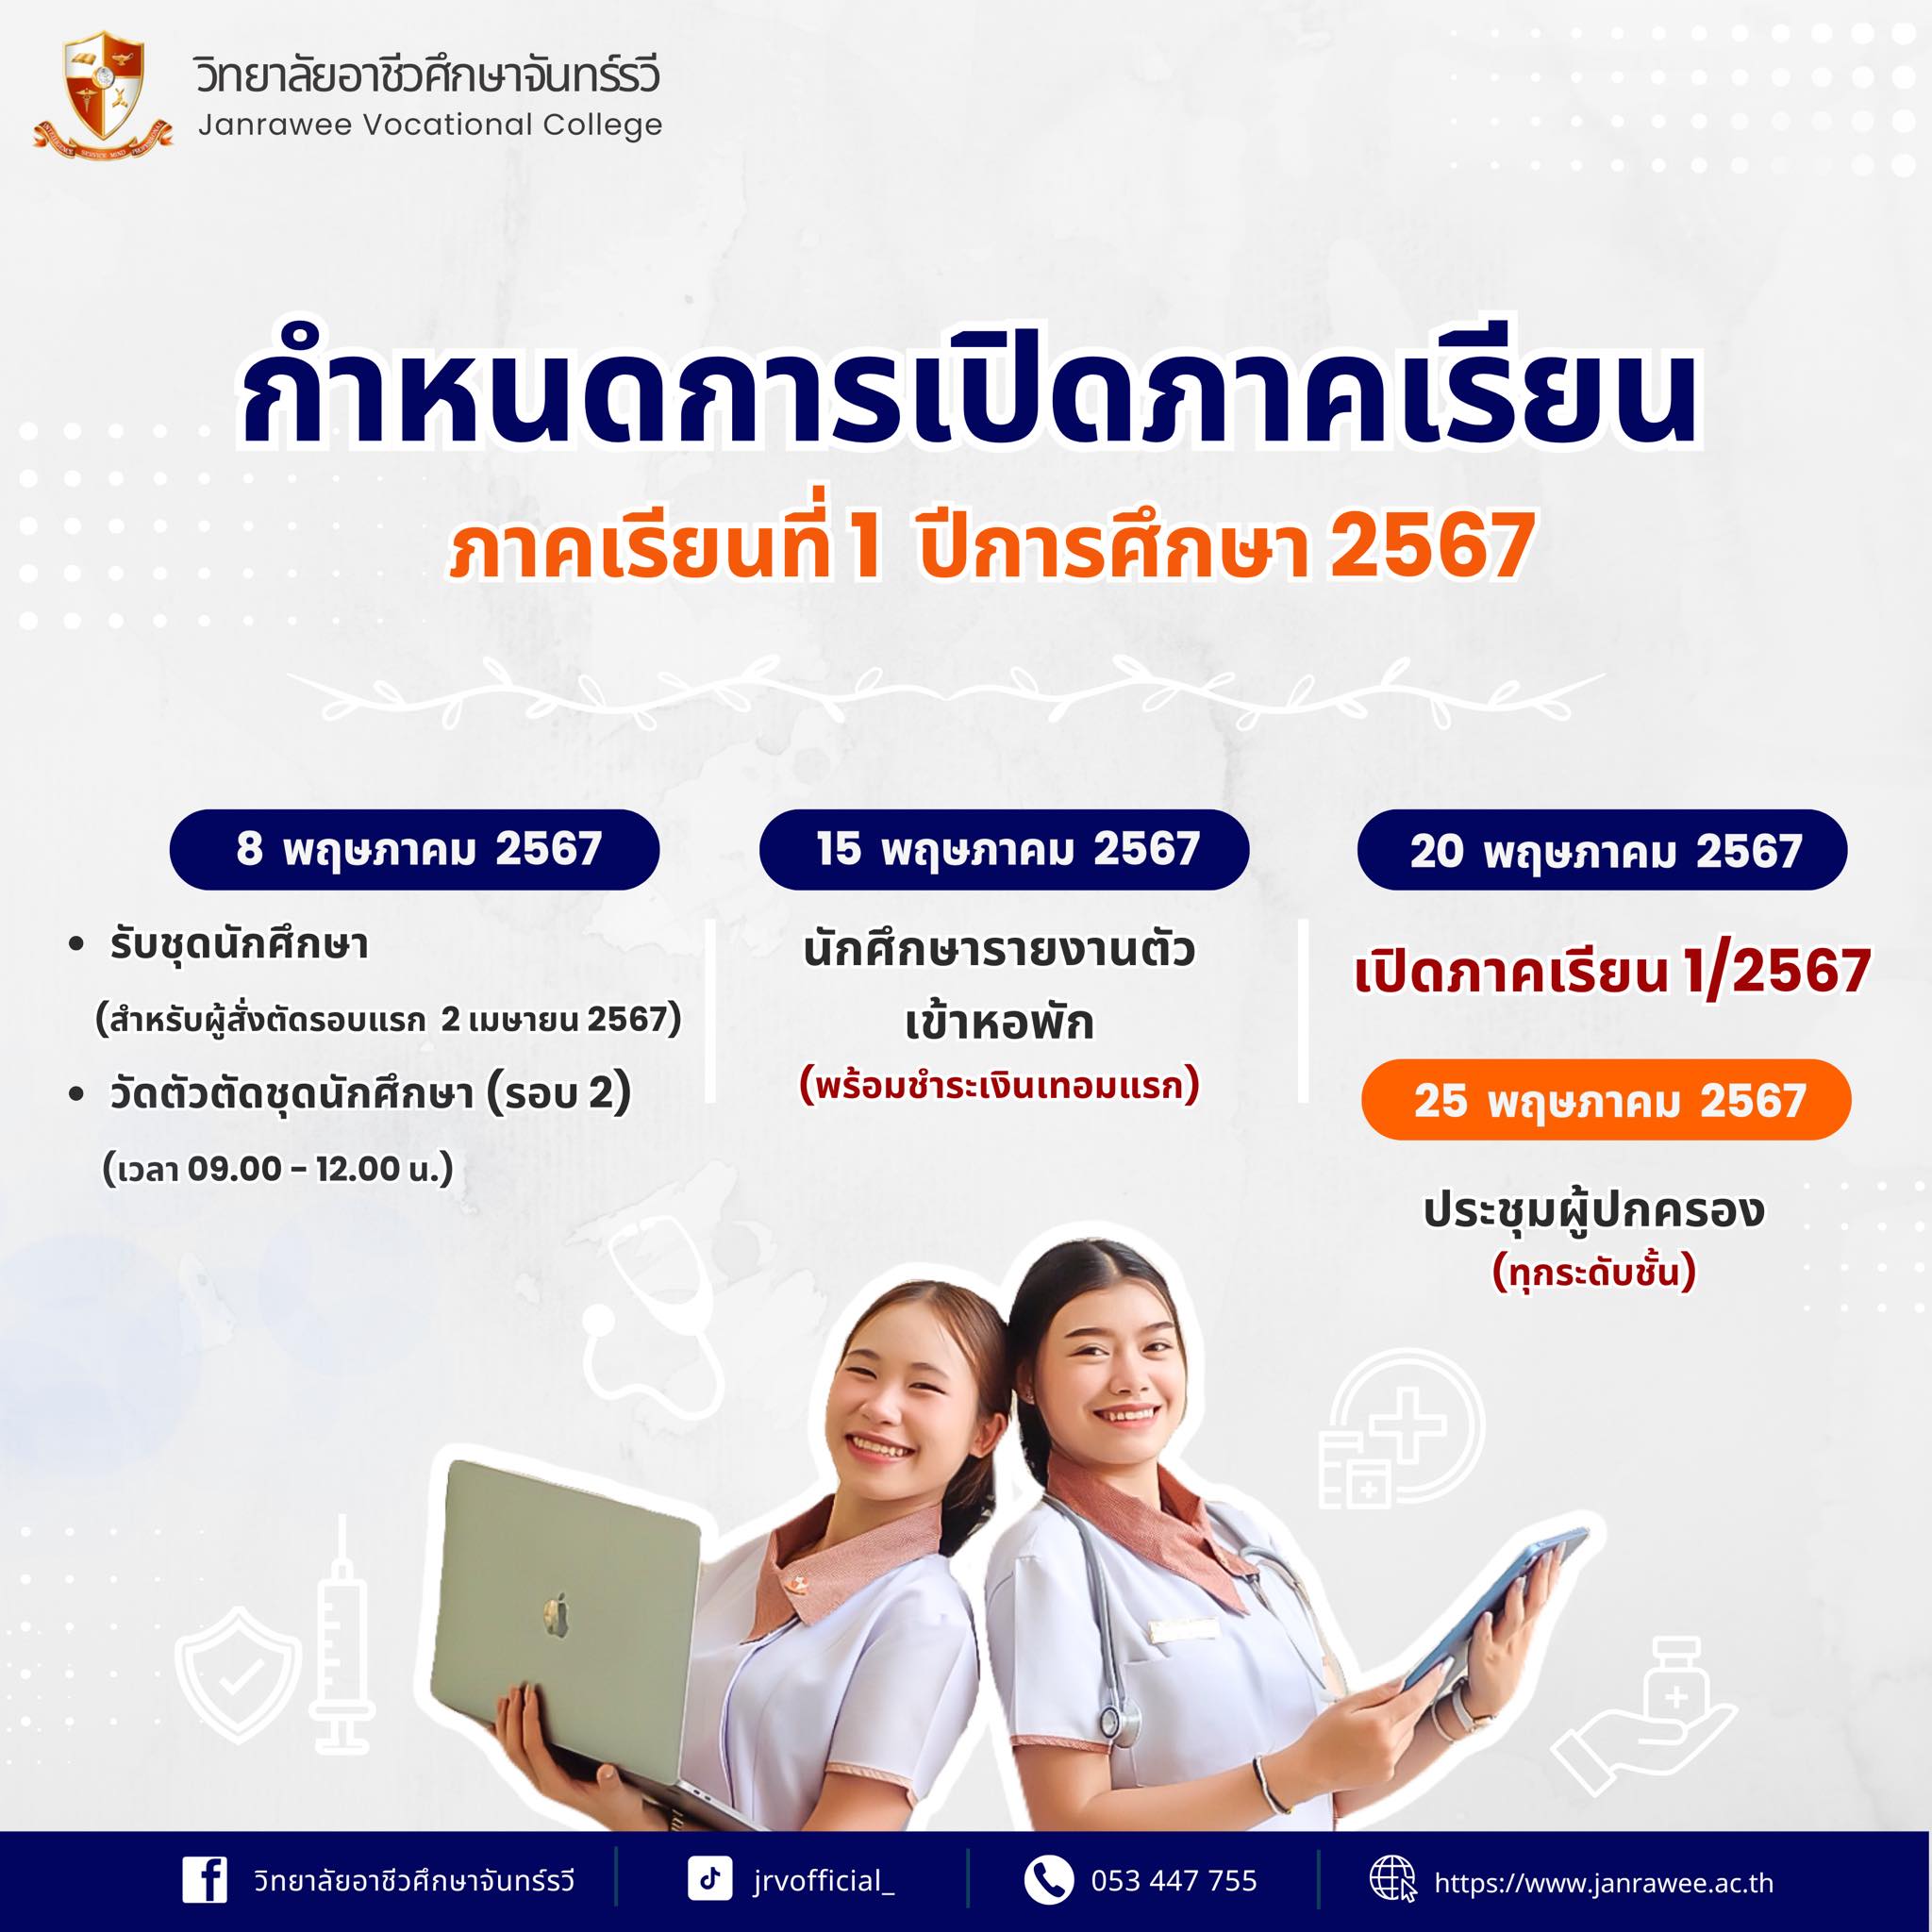 วิทยาลัยอาชีวศึกษาจันทร์รวี
Janrawee Vocational College
SERVICE MIND
กำหนดการเปิดภาคเรียน
ภาคเรียนที่ 1 ปีการศึกษา 2567
8 พฤษภาคม 2567
• รับชุดนักศึกษา
(สำหรับผู้สั่งตัดรอบแรก 2 เมษายน 2567)
• วัดตัวตัดชุดนักศึกษา (รอบ 2)
(เวลา 09.00 - 12.00 น.)
15 พฤษภาคม 2567
นักศึกษารายงานตัว
เข้าหอพัก
(พร้อมชำระเงินเทอมแรก)
20 พฤษภาคม 2567
เปิดภาคเรียน 1/2567
25 พฤษภาคม 2567
ประชุมผู้ปกครอง
(ทุกระดับชั้น)
วิทยาลัยอาชีวศึกษาจันทร์รวี
jrvofficial_
053 447 755
https://www.janrawee.ac.th